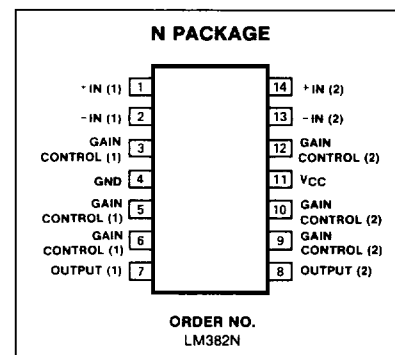 N PACKAGE
+IN (1) 1 14 +IN (2)
-IN (1) 2 13 -IN (2)
GAIN CONTROL (1) 3 12 GAIN CONTROL (2)
GND 4 11 VCC
GAIN CONTROL (1) 5 10 GAIN CONTROL (2)
GAIN CONTROL (1) 6 9 GAIN CONTROL (2)
OUTPUT (1) 7 8 OUTPUT (2)
ORDER NO.
LM382N